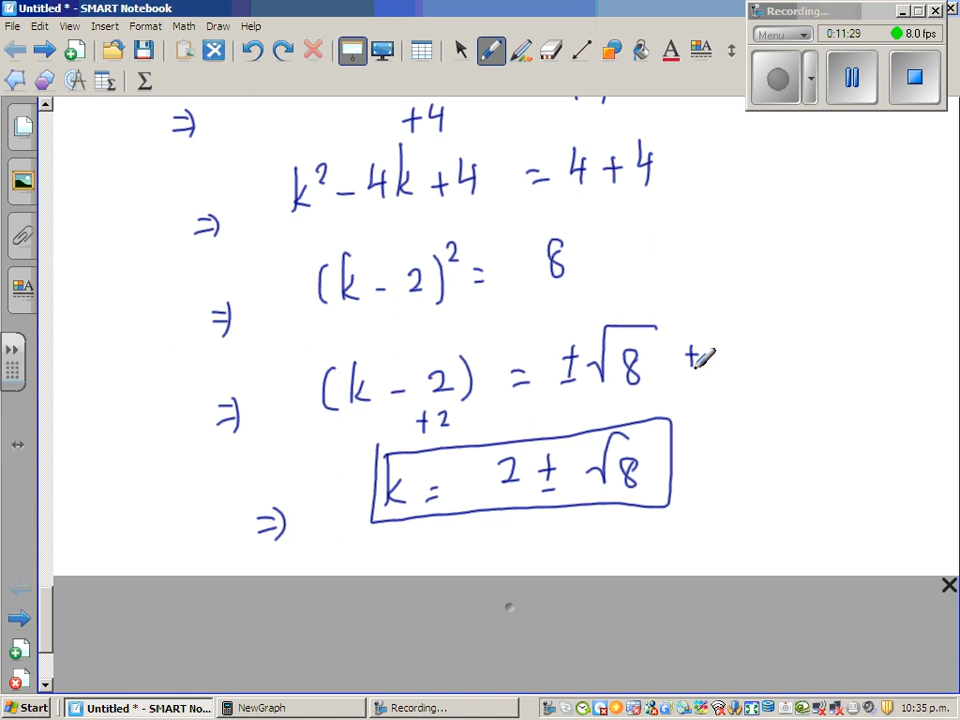 Untitled * - SMART Notebook
File Edit View Insert Format Math Draw Help
Recording...
Menu 0:11:29 8.0 fps
⇒ +4
k² - 4k + 4 = 4 + 4
⇒
(k - 2)² = 8
⇒
(k - 2) = ±√8 +
⇒ +2
k = 2 ± √8
⇒
Start Untitled * - SMART No... NewGraph Recording... 10:35 p.m.